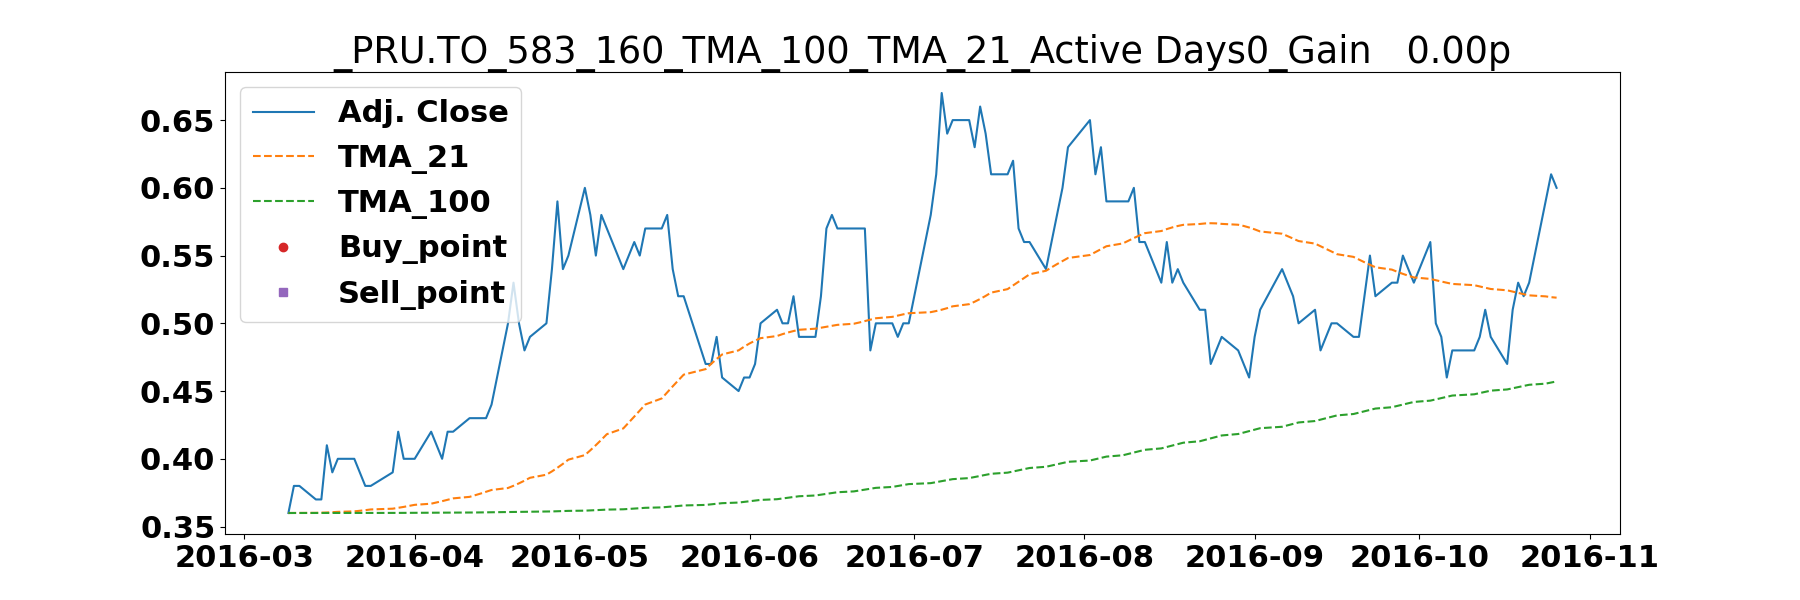 _PRU.TO_583_160_TMA_100_TMA_21_Active Days0_Gain   0.00p
Adj. Close
TMA_21
TMA_100
Buy_point
Sell_point
0.65
0.60
0.55
0.50
0.45
0.40
0.35
2016-03 2016-04 2016-05 2016-06 2016-07 2016-08 2016-09 2016-10 2016-11